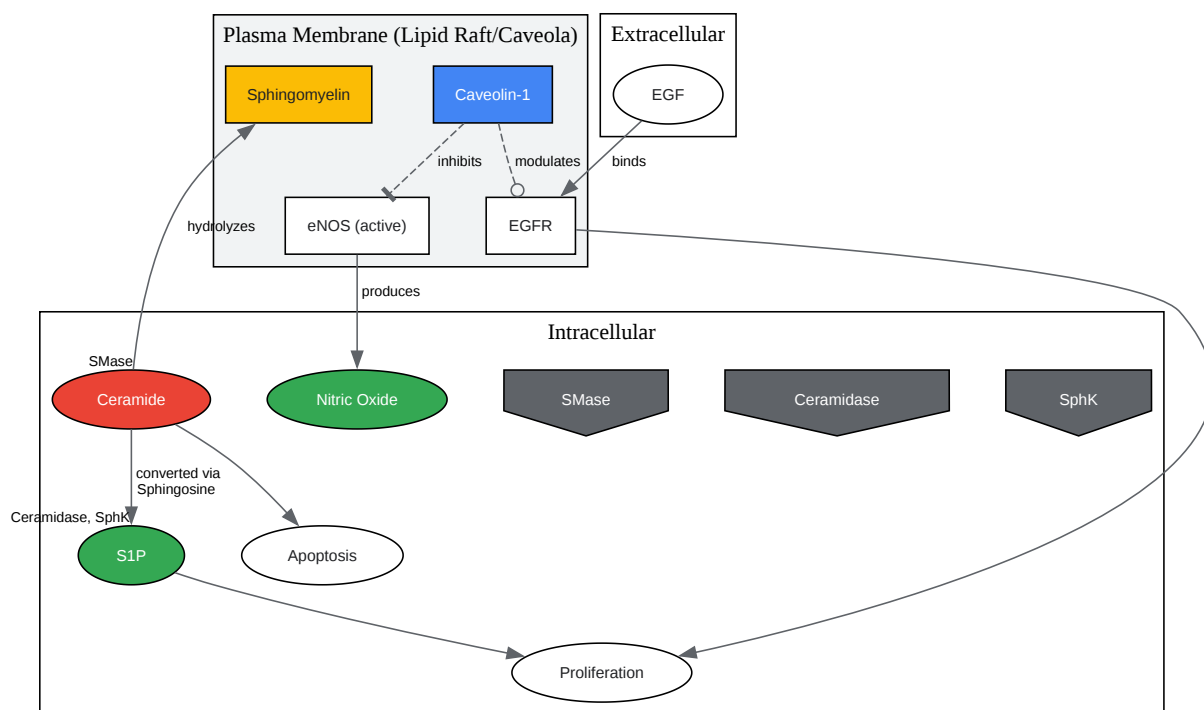 Plasma Membrane (Lipid Raft/Caveola)
Extracellular
Sphingomyelin
Caveolin-1
EGF
inhibits
modulates
binds
hydrolyzes
eNOS (active)
EGFR
produces
Intracellular
SMase
Ceramide
Nitric Oxide
SMase
Ceramidase
SphK
converted via
Sphingosine
Ceramidase, SphK
S1P
Apoptosis
Proliferation